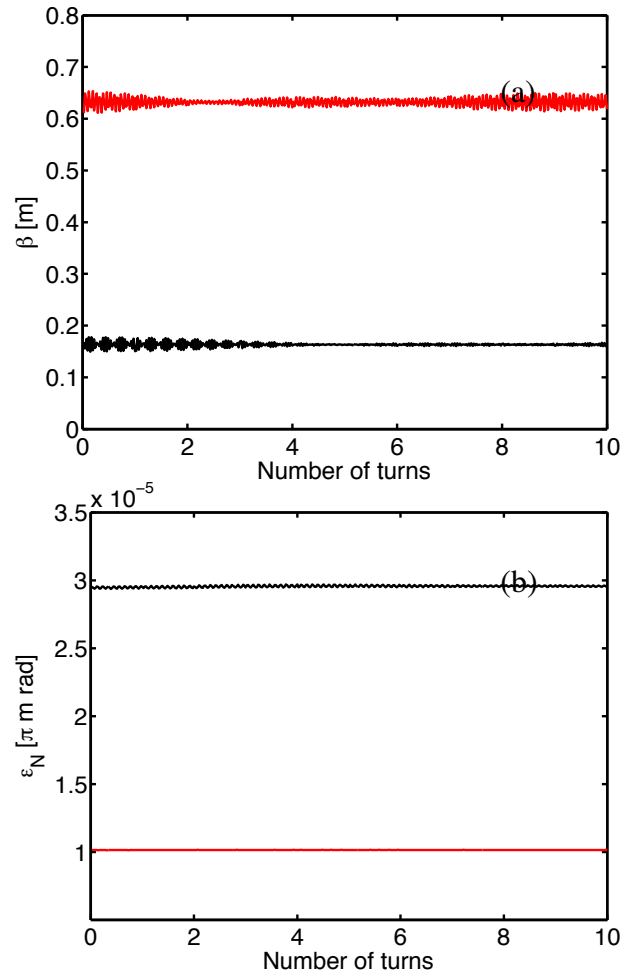 0.8
0.7
(a)
0.6
0.5
β [m]
0.4
0.3
0.2
0.1
0
0 2 4 6 8 10
Number of turns
x 10⁻⁵
3.5
3
(b)
2.5
ε_N [π m rad]
2
1.5
1
0 2 4 6 8 10
Number of turns